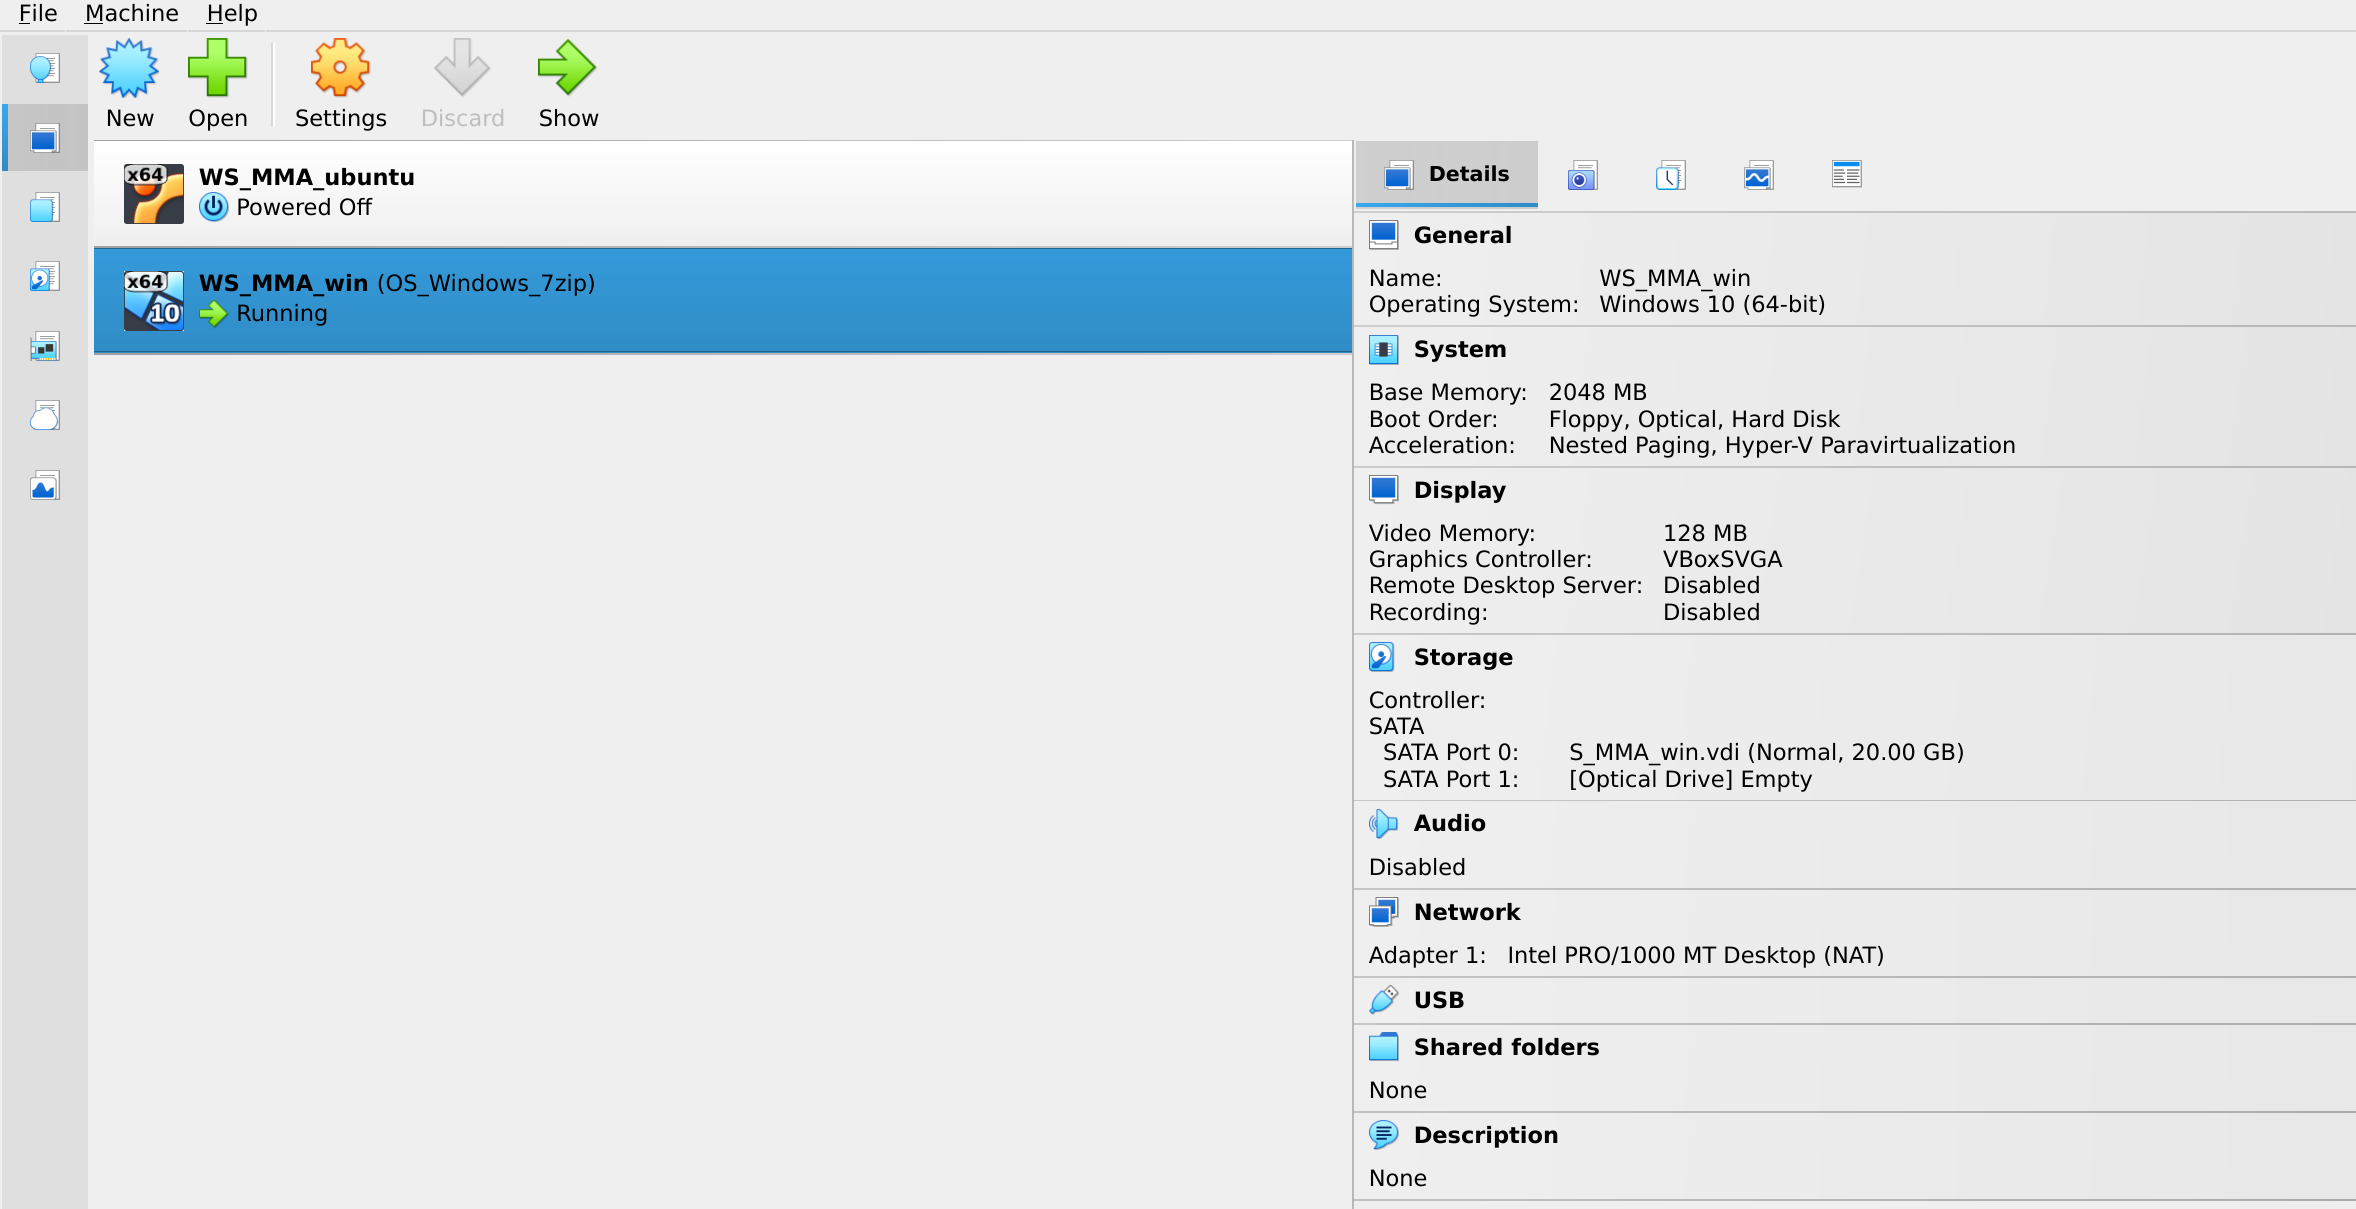 File Machine Help
New Open Settings Discard Show
x64 WS_MMA_ubuntu
Powered Off
x64 WS_MMA_win (OS_Windows_7zip)
10 Running
Details
General
Name: WS_MMA_win
Operating System: Windows 10 (64-bit)
System
Base Memory: 2048 MB
Boot Order: Floppy, Optical, Hard Disk
Acceleration: Nested Paging, Hyper-V Paravirtualization
Display
Video Memory: 128 MB
Graphics Controller: VBoxSVGA
Remote Desktop Server: Disabled
Recording: Disabled
Storage
Controller:
SATA
SATA Port 0: S_MMA_win.vdi (Normal, 20.00 GB)
SATA Port 1: [Optical Drive] Empty
Audio
Disabled
Network
Adapter 1: Intel PRO/1000 MT Desktop (NAT)
USB
Shared folders
None
Description
None